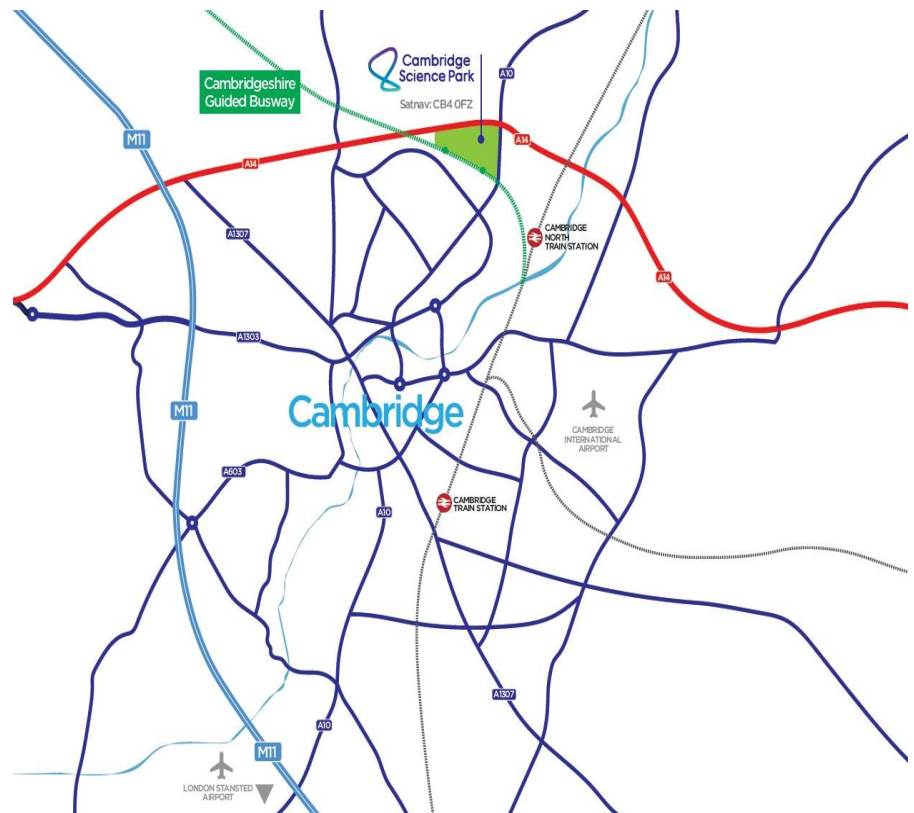 Cambridgeshire
Guided Busway
Cambridge
Science Park
Satnav: CB4 0FZ
A10
M11
A14
A14
A1307
CAMBRIDGE
NORTH
TRAIN STATION
A14
A1303
M11
Cambridge
CAMBRIDGE
INTERNATIONAL
AIRPORT
A603
CAMBRIDGE
TRAIN STATION
A10
A1307
A10
M11
LONDON STANSTED
AIRPORT